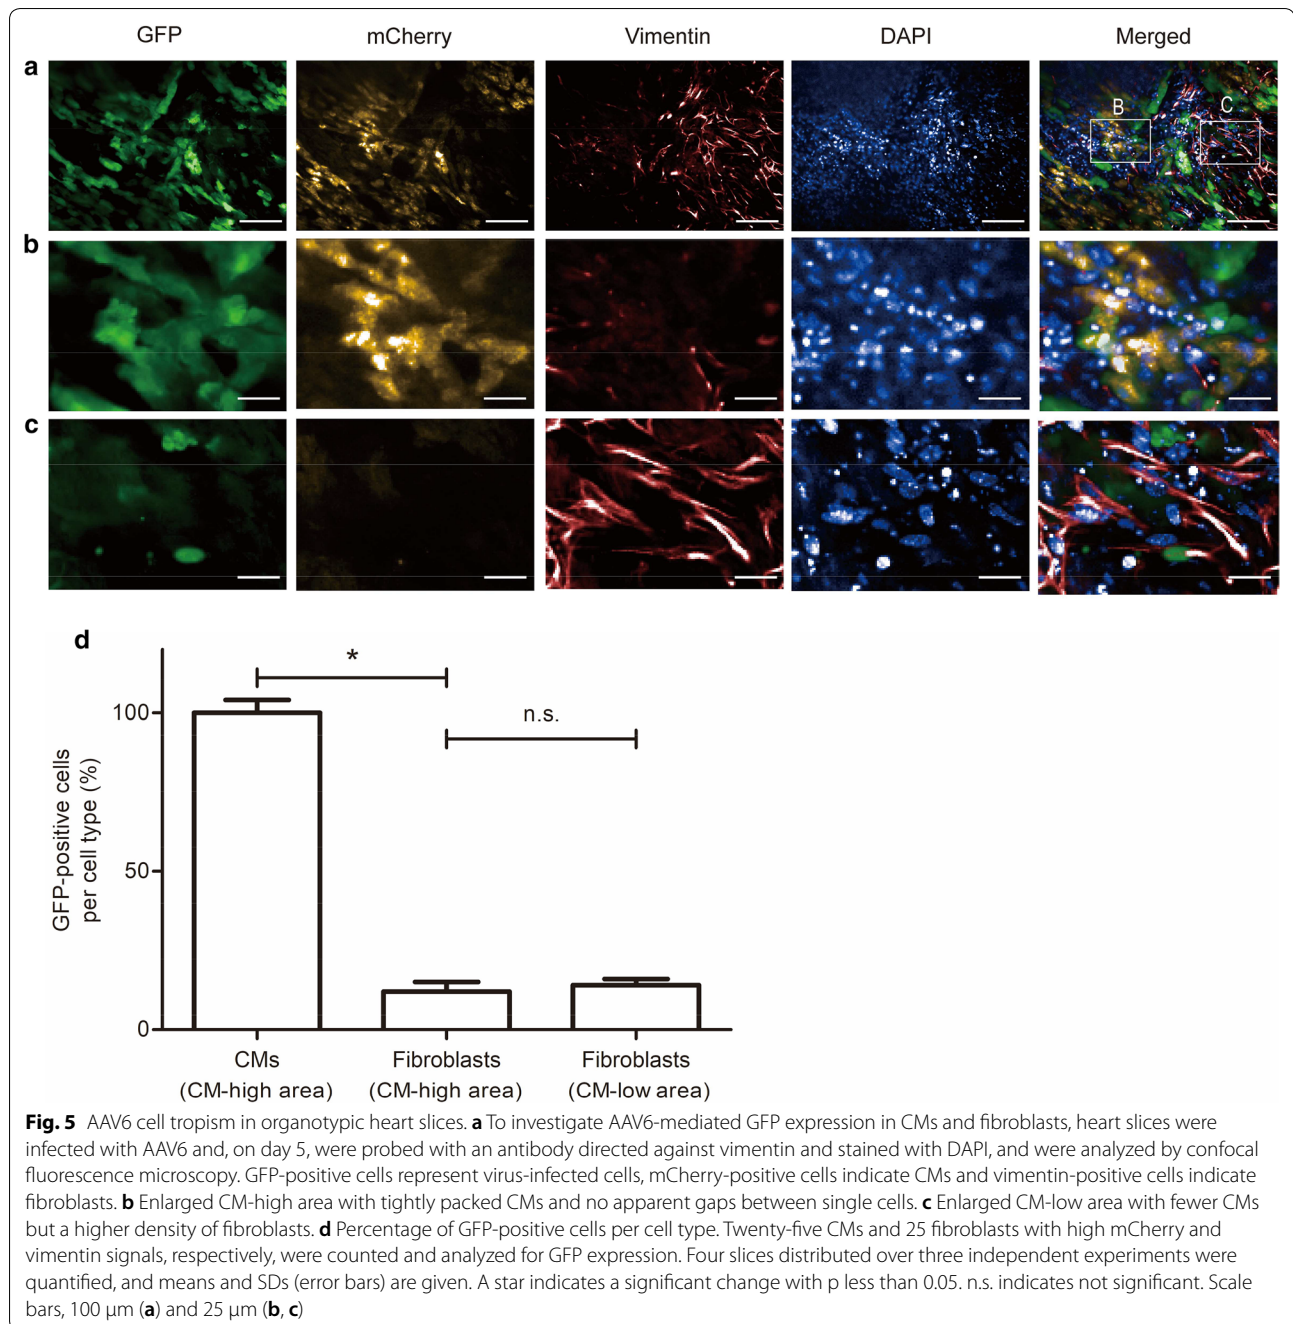 GFP mCherry Vimentin DAPI Merged
a
B C
b
c
d
*
n.s.
100
50
0
GFP-positive cells
per cell type (%)
CMs Fibroblasts Fibroblasts
(CM-high area) (CM-high area) (CM-low area)
Fig. 5 AAV6 cell tropism in organotypic heart slices. a To investigate AAV6-mediated GFP expression in CMs and fibroblasts, heart slices were
infected with AAV6 and, on day 5, were probed with an antibody directed against vimentin and stained with DAPI, and were analyzed by confocal
fluorescence microscopy. GFP-positive cells represent virus-infected cells, mCherry-positive cells indicate CMs and vimentin-positive cells indicate
fibroblasts. b Enlarged CM-high area with tightly packed CMs and no apparent gaps between single cells. c Enlarged CM-low area with fewer CMs
but a higher density of fibroblasts. d Percentage of GFP-positive cells per cell type. Twenty-five CMs and 25 fibroblasts with high mCherry and
vimentin signals, respectively, were counted and analyzed for GFP expression. Four slices distributed over three independent experiments were
quantified, and means and SDs (error bars) are given. A star indicates a significant change with p less than 0.05. n.s. indicates not significant. Scale
bars, 100 μm (a) and 25 μm (b, c)